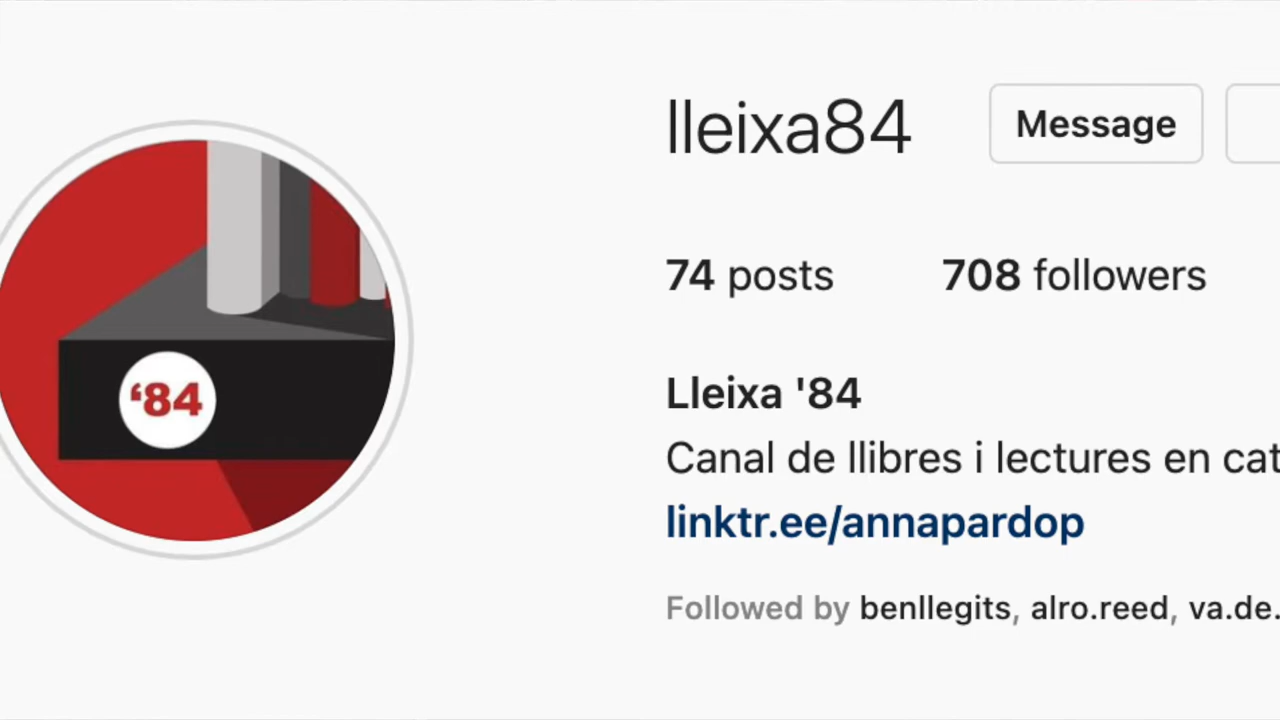 lleixa84
Message
74 posts
708 followers
Lleixa '84
Canal de llibres i lectures en cat
linktr.ee/annapardop
Followed by benllegits, alro.reed, va.de.
‘84